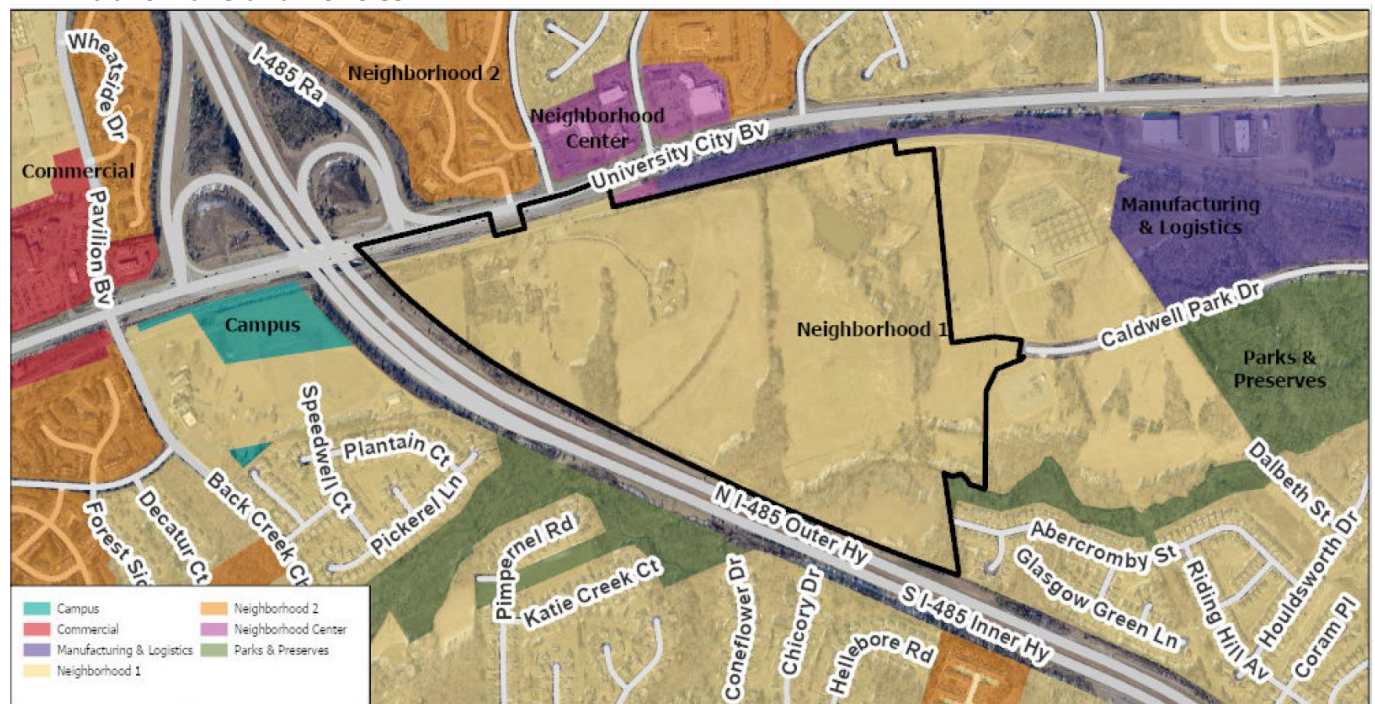 Wheatside Dr
I-485 Ra
Neighborhood 2
Neighborhood
Center
University City Bv
Commercial
Pavilion Bv
Manufacturing
& Logistics
Campus
Neighborhood 1
Caldwell Park Dr
Parks &
Preserves
Speedwell Ct
Plantain Ct
Pickerel Ln
Back Creek Ch
Decatur Ct
Forest Sid
N I-485 Outer Hy
S I-485 Inner Hy
Pimpernel Rd
Katie Creek Ct
Coneflower Dr
Chicory Dr
Hellebore Rd
Abercromby St
Glasgow Green Ln
Riding Hill Av
Dalbeth St
Houldsworth Dr
Coram Pl
Campus
Commercial
Manufacturing & Logistics
Neighborhood 1
Neighborhood 2
Neighborhood Center
Parks & Preserves